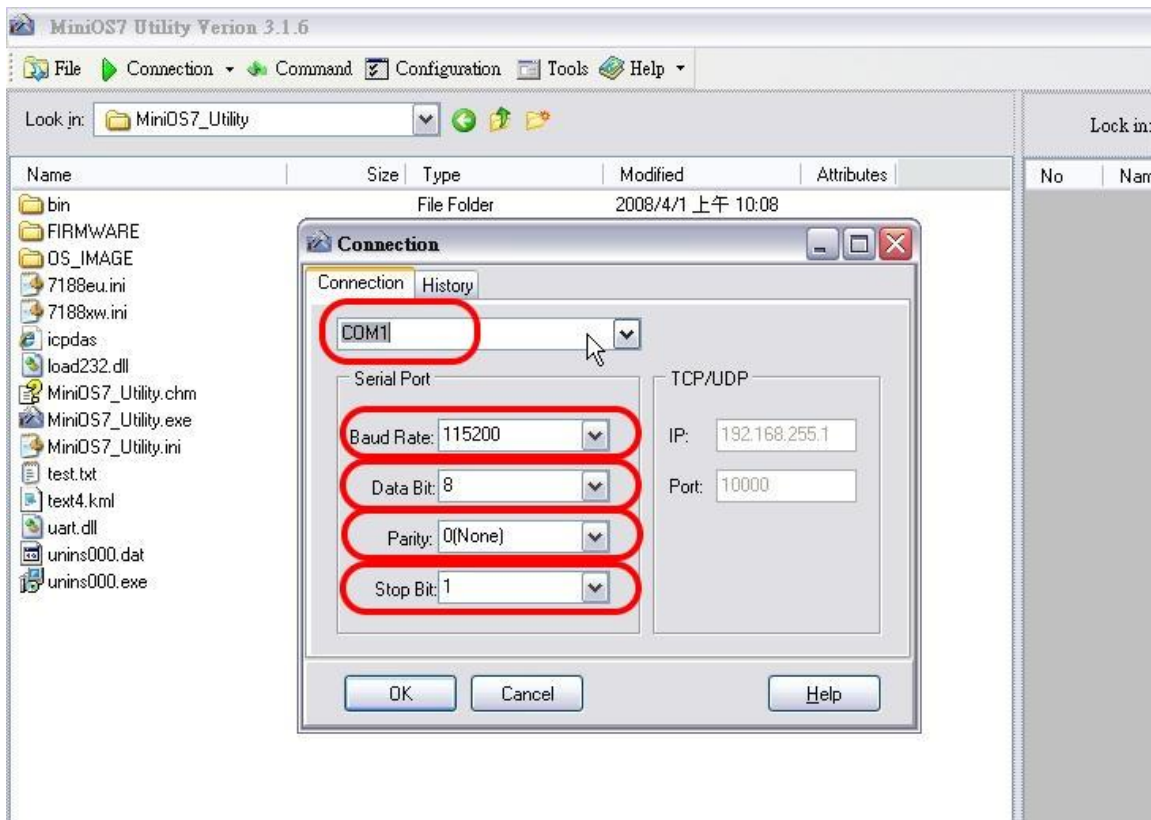 MiniOS7 Utility Verion 3.1.6
File Connection Command Configuration Tools Help
Look in: MiniOS7_Utility
Lock in:
Name Size Type Modified Attributes
No Nam
bin File Folder 2008/4/1 上午 10:08
FIRMWARE
OS_IMAGE
7188eu.ini
7188xw.ini
icpdas
load232.dll
MiniOS7_Utility.chm
MiniOS7_Utility.exe
MiniOS7_Utility.ini
test.txt
text4.kml
uart.dll
unins000.dat
unins000.exe
Connection
Connection History
COM1
Serial Port
Baud Rate: 115200
Data Bit: 8
Parity: 0(None)
Stop Bit: 1
TCP/UDP
IP: 192.168.255.1
Port: 10000
OK Cancel Help